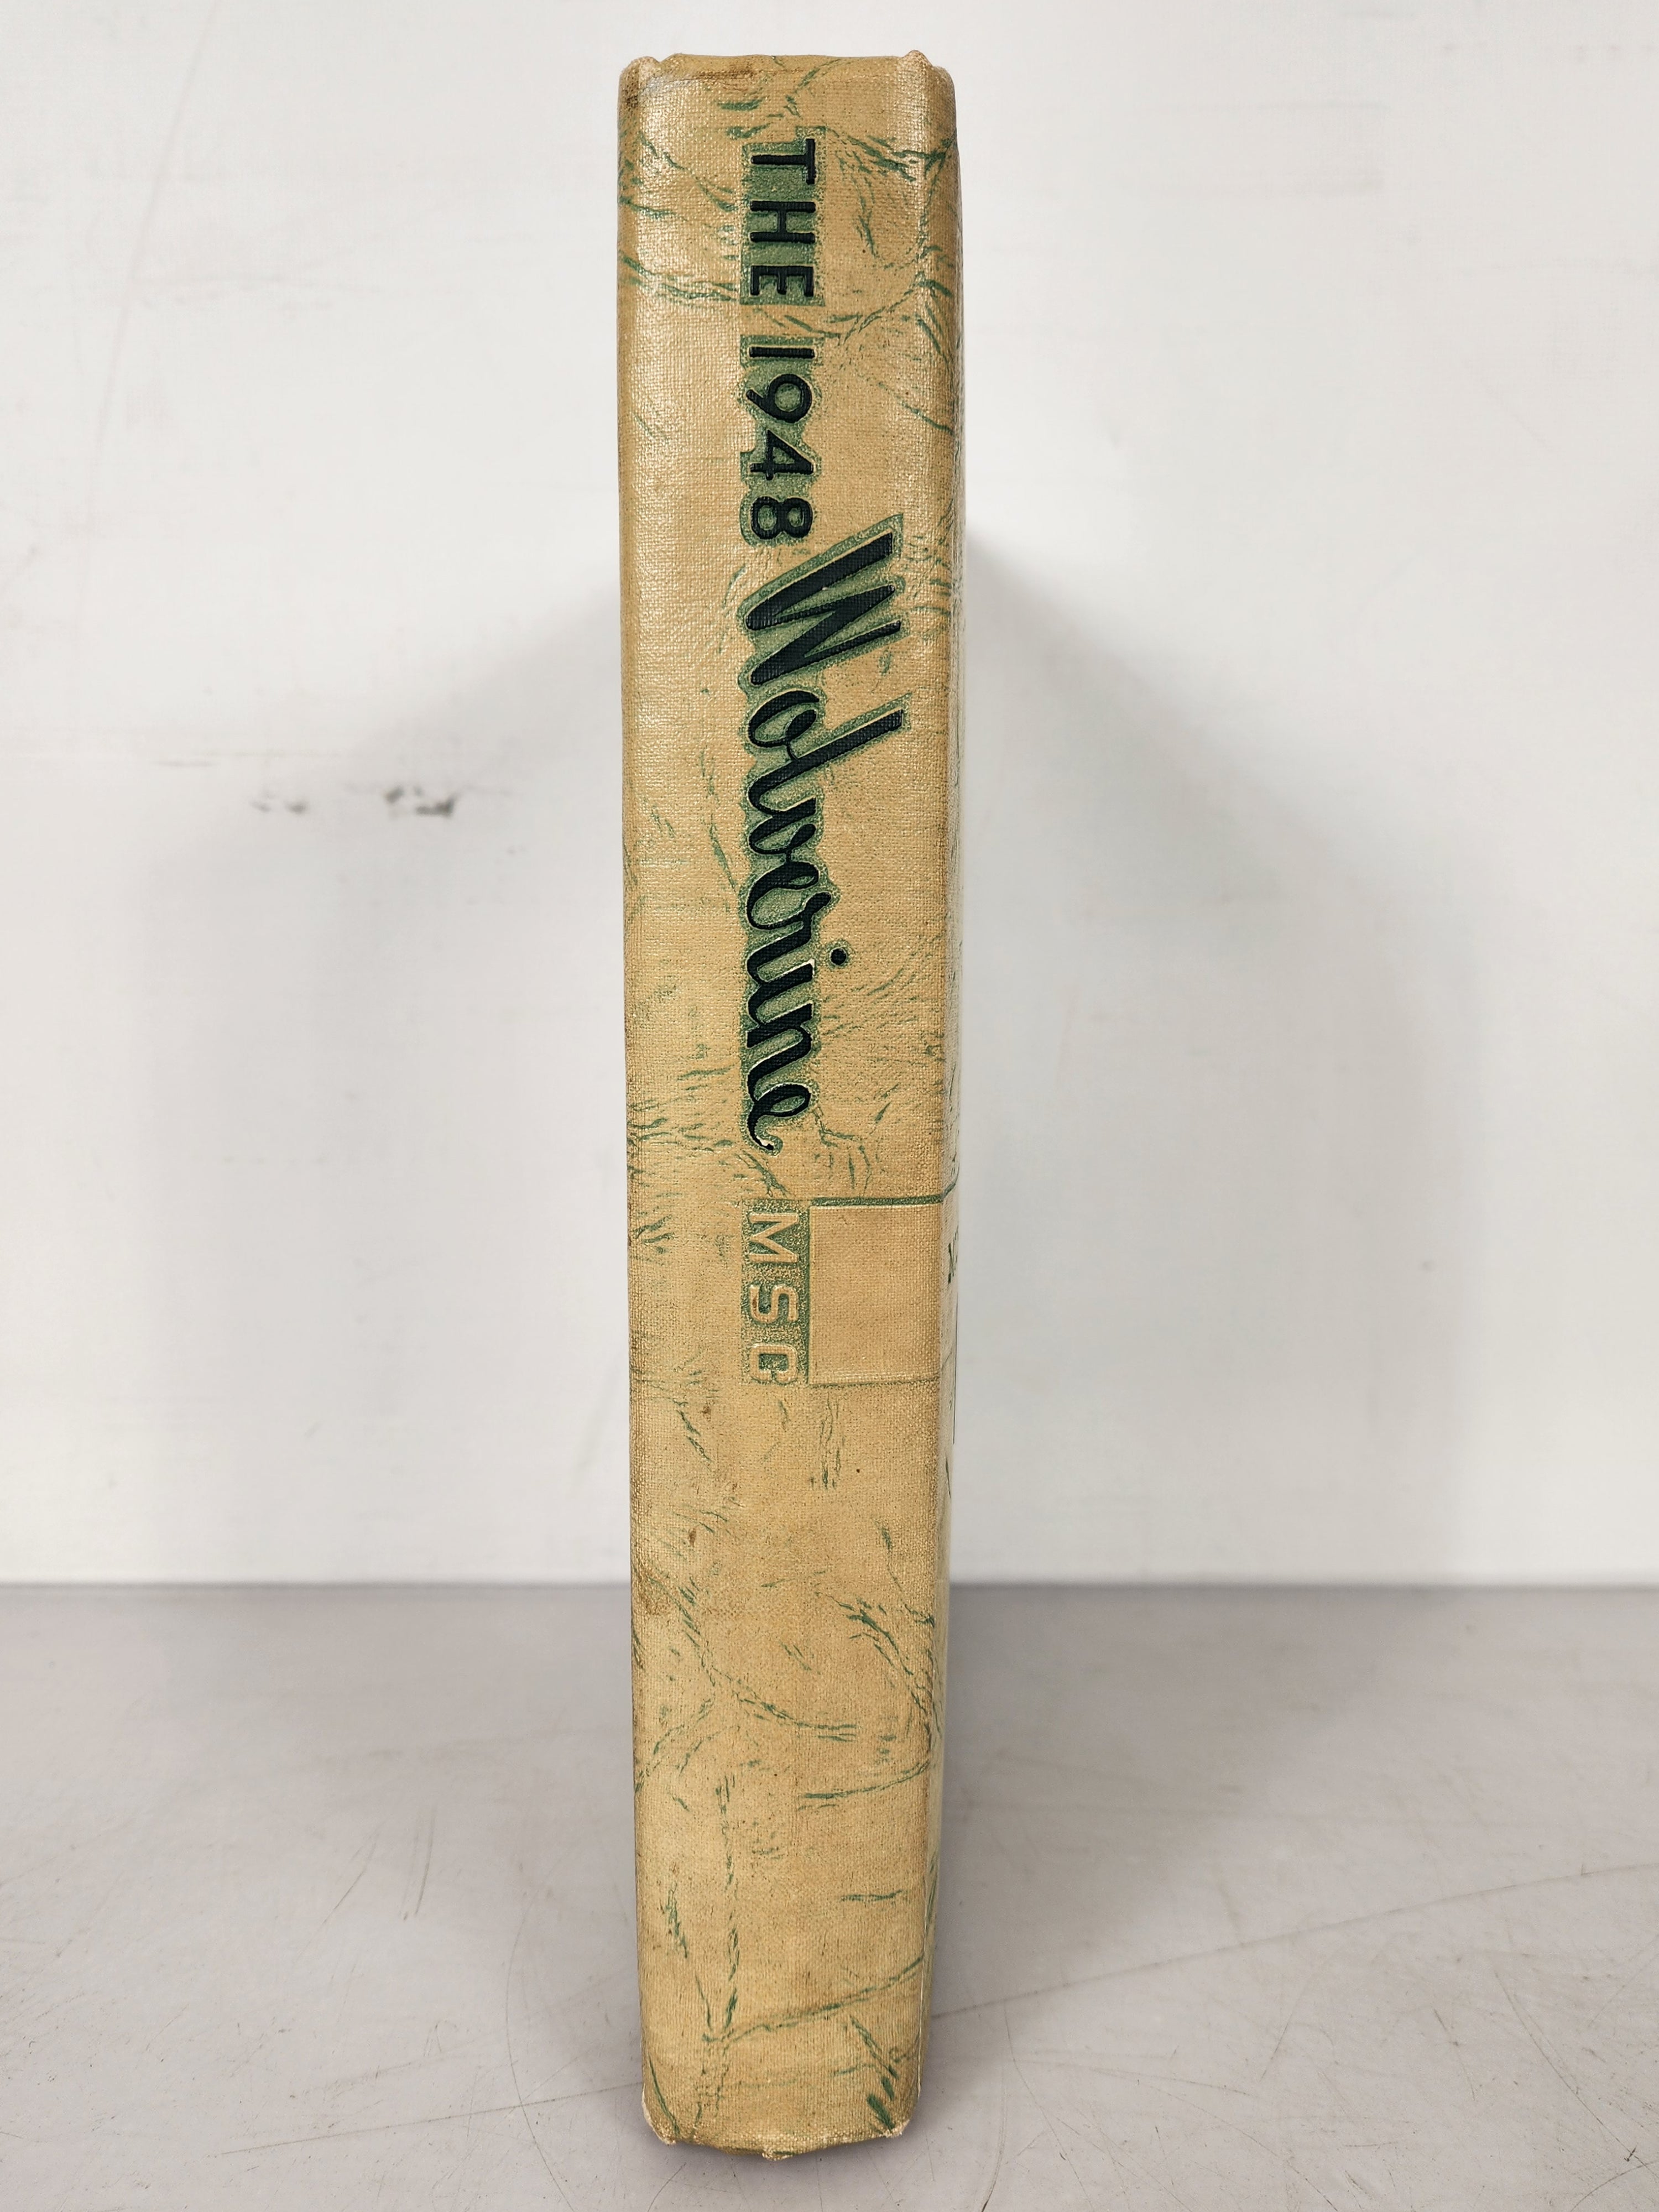 THE 1948 Wolverine MSC